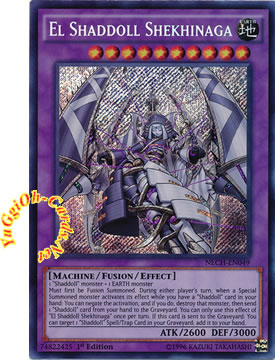 El Shaddoll Shekhinaga
EARTH
地
YuGgiOh-Cards.Net
NECH-EN049
[MACHINE / FUSION / EFFECT]
1 "Shaddoll" monster + 1 EARTH monster
Must first be Fusion Summoned. During either player's turn, when a Special
Summoned monster activates its effect while you have a "Shaddoll" card in your
hand: You can negate the activation, and if you do, destroy that monster, then send
1 "Shaddoll" card from your hand to the Graveyard. You can only use this effect of
"El Shaddoll Shekhinaga" once per turn. If this card is sent to the Graveyard: You
can target 1 "Shaddoll" Spell/Trap Card in your Graveyard; add it to your hand.
ATK/2600 DEF/3000
74822425 1st Edition
©1996 KAZUKI TAKAHASHI